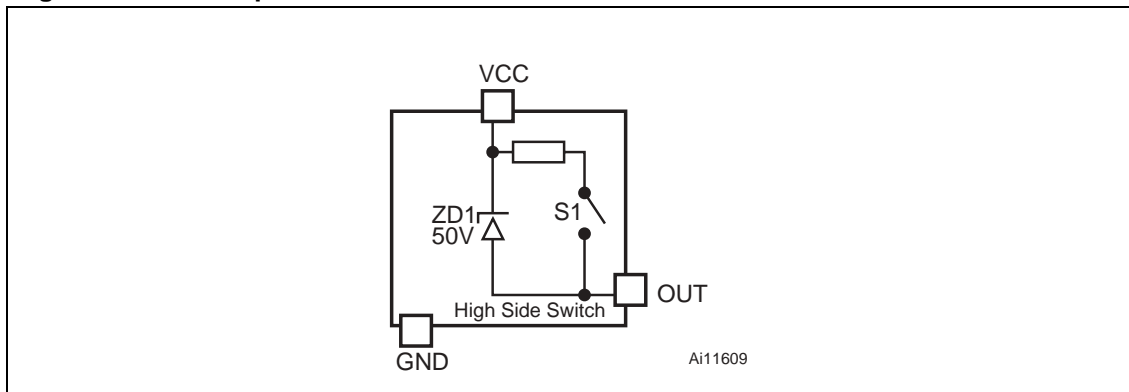 VCC
ZD1
50V
S1
OUT
High Side Switch
GND
Ai11609